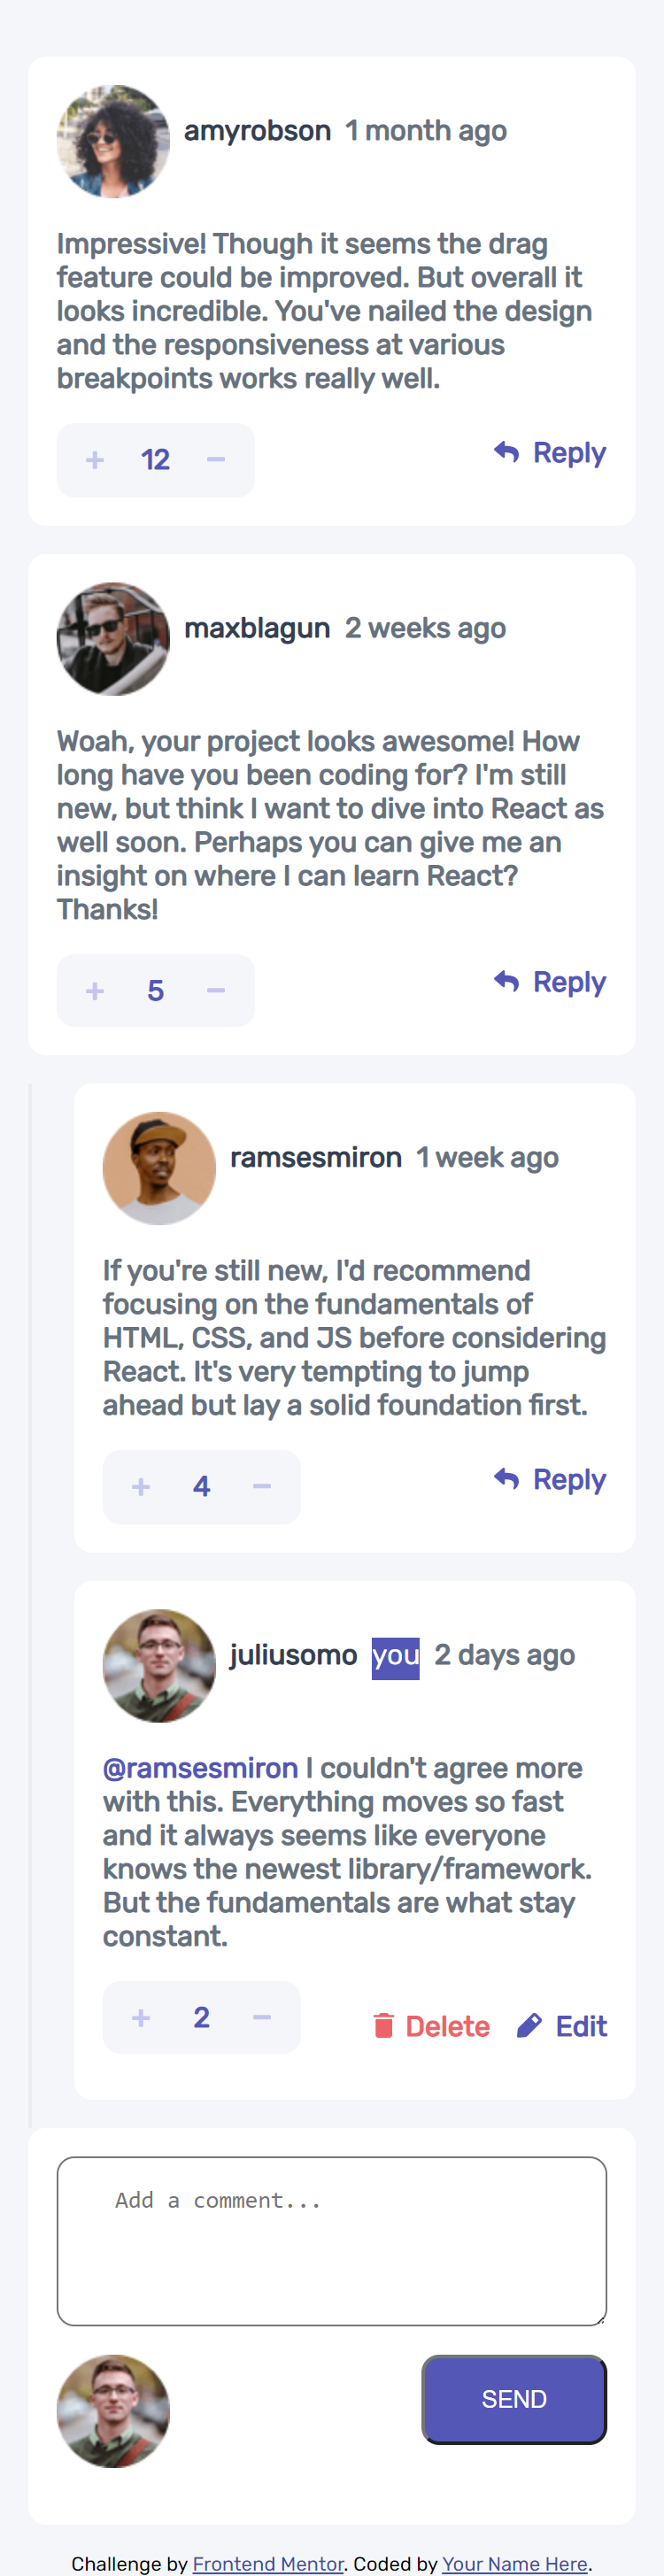 amyrobson 1 month ago
Impressive! Though it seems the drag
feature could be improved. But overall it
looks incredible. You've nailed the design
and the responsiveness at various
breakpoints works really well.
+ 12 − Reply
maxblagun 2 weeks ago
Woah, your project looks awesome! How
long have you been coding for? I'm still
new, but think I want to dive into React as
well soon. Perhaps you can give me an
insight on where I can learn React?
Thanks!
+ 5 − Reply
ramsesmiron 1 week ago
If you're still new, I'd recommend
focusing on the fundamentals of
HTML, CSS, and JS before considering
React. It's very tempting to jump
ahead but lay a solid foundation first.
+ 4 − Reply
juliusomo you 2 days ago
@ramsesmiron I couldn't agree more
with this. Everything moves so fast
and it always seems like everyone
knows the newest library/framework.
But the fundamentals are what stay
constant.
+ 2 − Delete Edit
Add a comment...
SEND
Challenge by Frontend Mentor. Coded by Your Name Here.